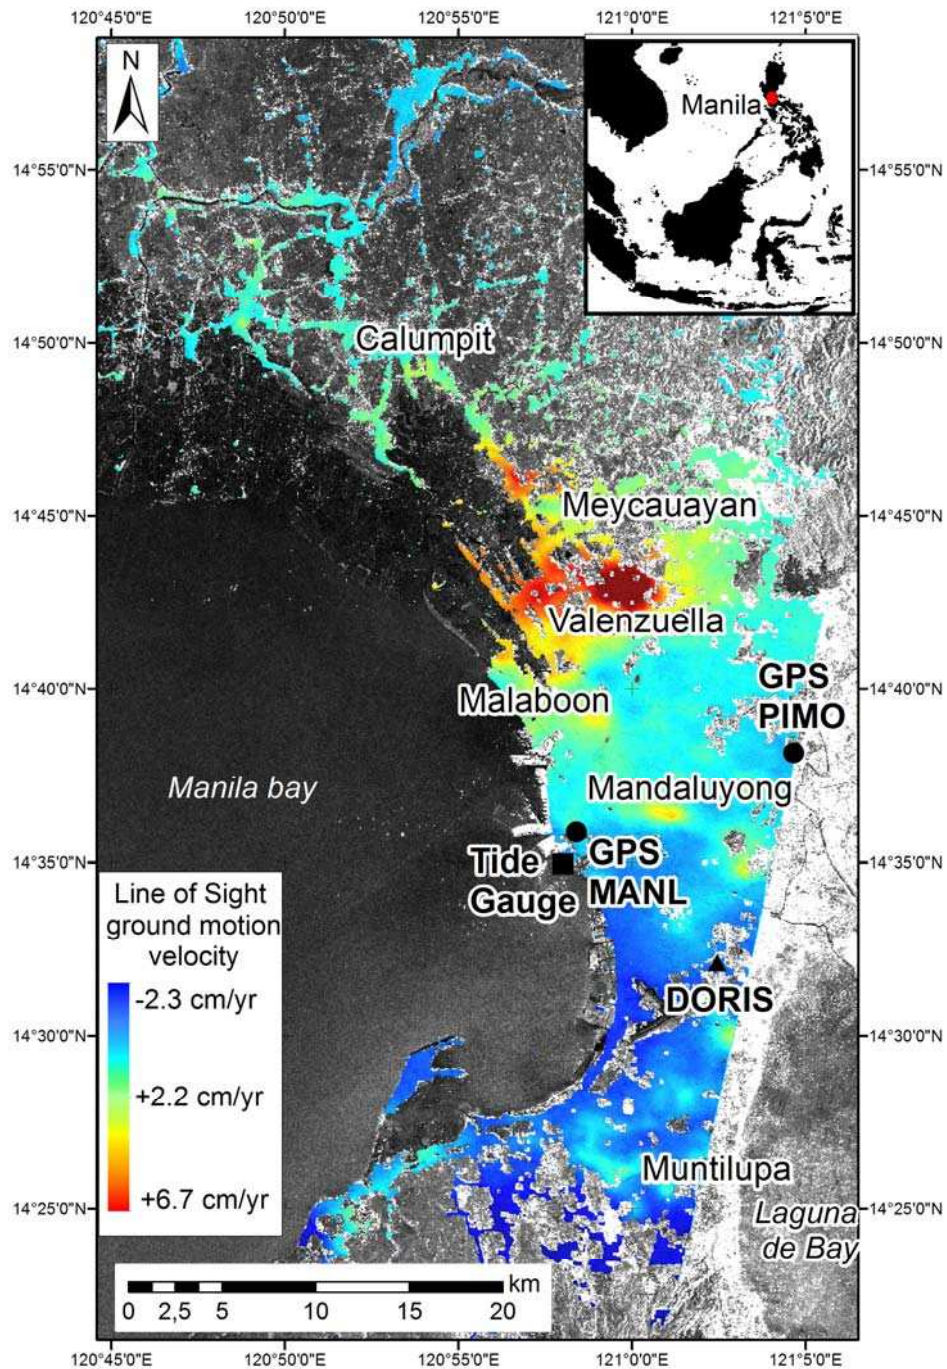 120°45'0"E 120°50'0"E 120°55'0"E 121°0'0"E 121°5'0"E
N
Manila
14°55'0"N 14°55'0"N
14°50'0"N 14°50'0"N
Calumpit
14°45'0"N 14°45'0"N
Meycauayan
Valenzuella
14°40'0"N 14°40'0"N
GPS
PIMO
Malaboon
Manila bay
Mandaluyong
14°35'0"N 14°35'0"N
Tide
Gauge
GPS
MANL
Line of Sight
ground motion
velocity
-2.3 cm/yr
+2.2 cm/yr
+6.7 cm/yr
DORIS
14°30'0"N 14°30'0"N
Muntilupa
Laguna
de Bay
14°25'0"N 14°25'0"N
km
0 2,5 5 10 15 20
120°45'0"E 120°50'0"E 120°55'0"E 121°0'0"E 121°5'0"E